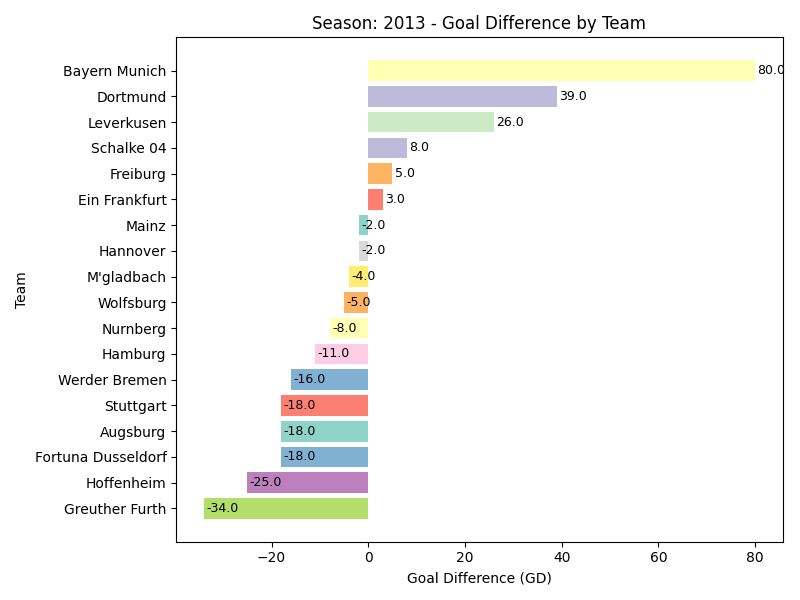 Season: 2013 - Goal Difference by Team
Team
Bayern Munich 80.0
Dortmund 39.0
Leverkusen 26.0
Schalke 04 8.0
Freiburg 5.0
Ein Frankfurt 3.0
Mainz -2.0
Hannover -2.0
M'gladbach -4.0
Wolfsburg -5.0
Nurnberg -8.0
Hamburg -11.0
Werder Bremen -16.0
Stuttgart -18.0
Augsburg -18.0
Fortuna Dusseldorf -18.0
Hoffenheim -25.0
Greuther Furth -34.0
−20 0 20 40 60 80
Goal Difference (GD)